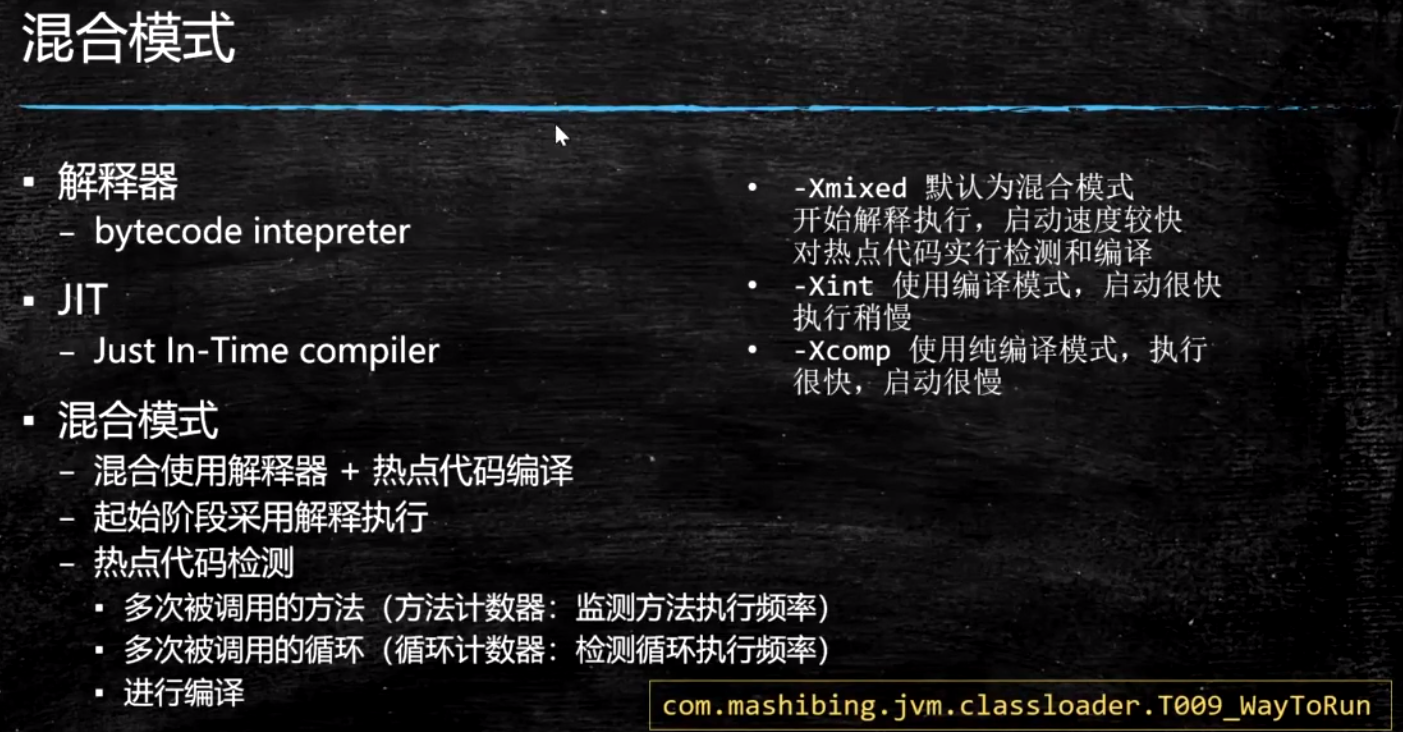 混合模式
▪ 解释器
– bytecode intepreter
▪ JIT
– Just In-Time compiler
▪ 混合模式
– 混合使用解释器 + 热点代码编译
– 起始阶段采用解释执行
– 热点代码检测
▪ 多次被调用的方法（方法计数器：监测方法执行频率）
▪ 多次被调用的循环（循环计数器：检测循环执行频率）
▪ 进行编译
• -Xmixed 默认为混合模式
开始解释执行，启动速度较快
对热点代码实行检测和编译
• -Xint 使用编译模式，启动很快
执行稍慢
• -Xcomp 使用纯编译模式，执行
很快，启动很慢
com.mashibing.jvm.classloader.T009_WayToRun